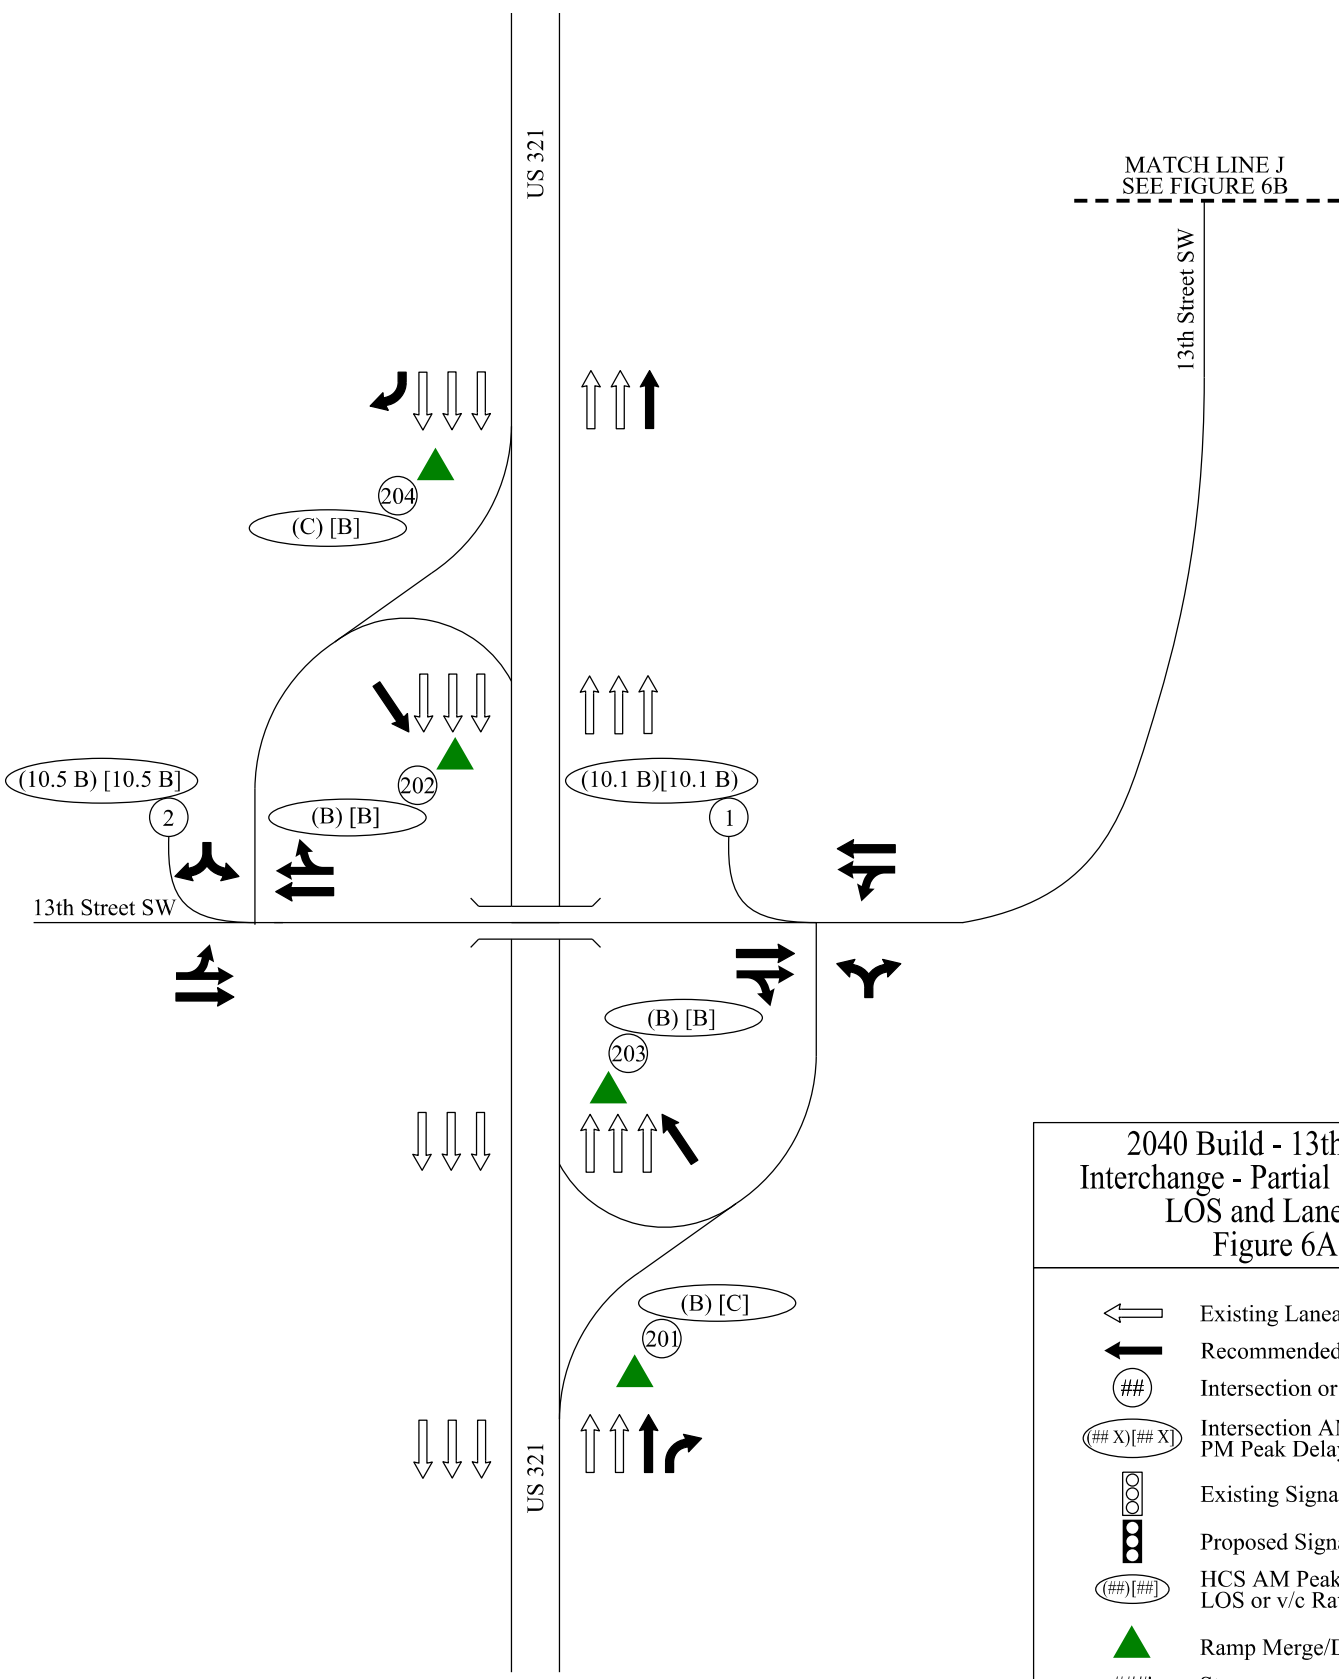 US 321
MATCH LINE J
SEE FIGURE 6B
13th Street SW
204
(C) [B]
(10.5 B) [10.5 B]
2
202
(B) [B]
(10.1 B)[10.1 B)
1
13th Street SW
(B) [B]
203
(B) [C]
201
US 321
2040 Build - 13th
Interchange - Partial
LOS and Lane
Figure 6A
Existing Lanea
Recommended
## Intersection or
(## X)[## X] Intersection AM
PM Peak Delay
Existing Signa
Proposed Signa
(##)[##] HCS AM Peak
LOS or v/c Ra
Ramp Merge/D